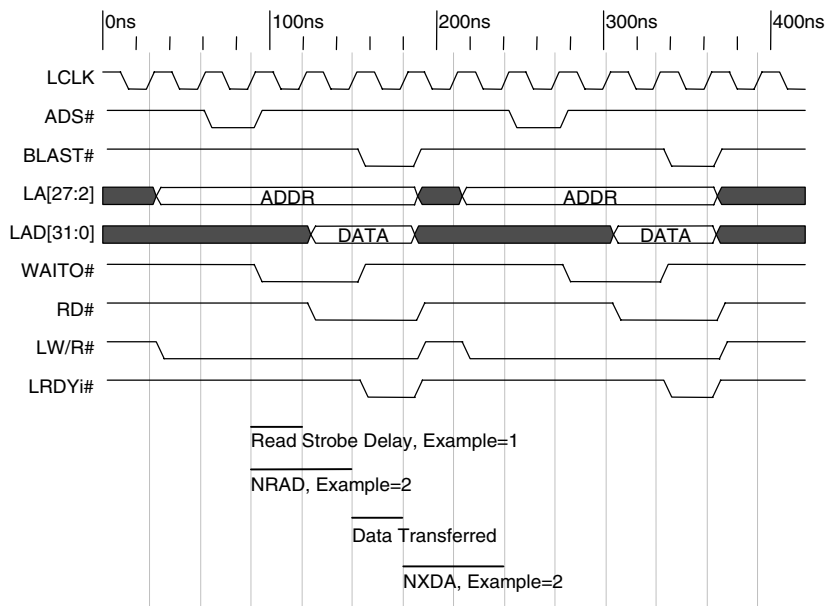 0ns 100ns 200ns 300ns 400ns
LCLK
ADS#
BLAST#
LA[27:2] ADDR ADDR
LAD[31:0] DATA DATA
WAITO#
RD#
LW/R#
LRDYi#
Read Strobe Delay, Example=1
NRAD, Example=2
Data Transferred
NXDA, Example=2